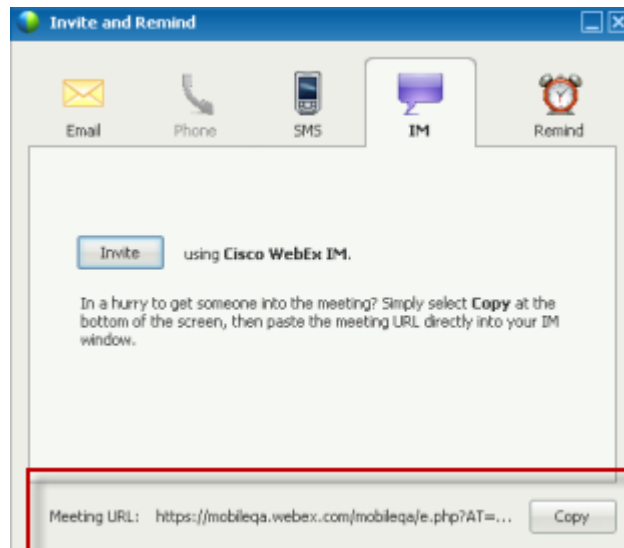 Invite and Remind
Email Phone SMS IM Remind
Invite using Cisco WebEx IM.
In a hurry to get someone into the meeting? Simply select Copy at the
bottom of the screen, then paste the meeting URL directly into your IM
window.
Meeting URL: https://mobileqa.webex.com/mobileqa/e.php?AT=... Copy